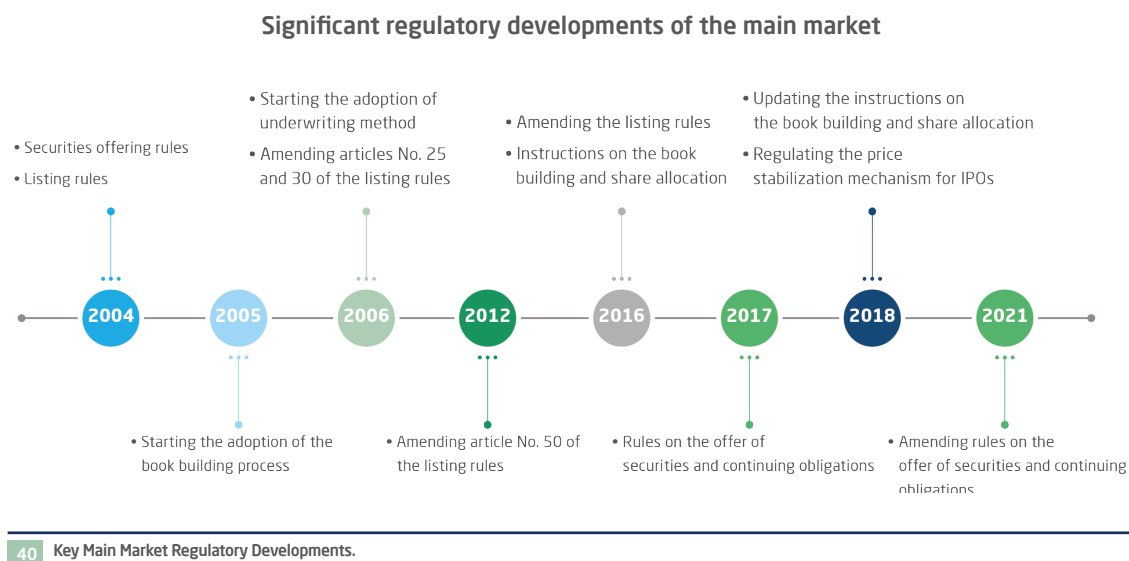 Significant regulatory developments of the main market
• Securities offering rules
• Listing rules
• Starting the adoption of
underwriting method
• Amending articles No. 25
and 30 of the listing rules
• Amending the listing rules
• Instructions on the book
building and share allocation
• Updating the instructions on
the book building and share allocation
• Regulating the price
stabilization mechanism for IPOs
2004
2005
2006
2012
2016
2017
2018
2021
• Starting the adoption of the
book building process
• Amending article No. 50 of
the listing rules
• Rules on the offer of
securities and continuing obligations
• Amending rules on the
offer of securities and continuing
obligations
40 Key Main Market Regulatory Developments.